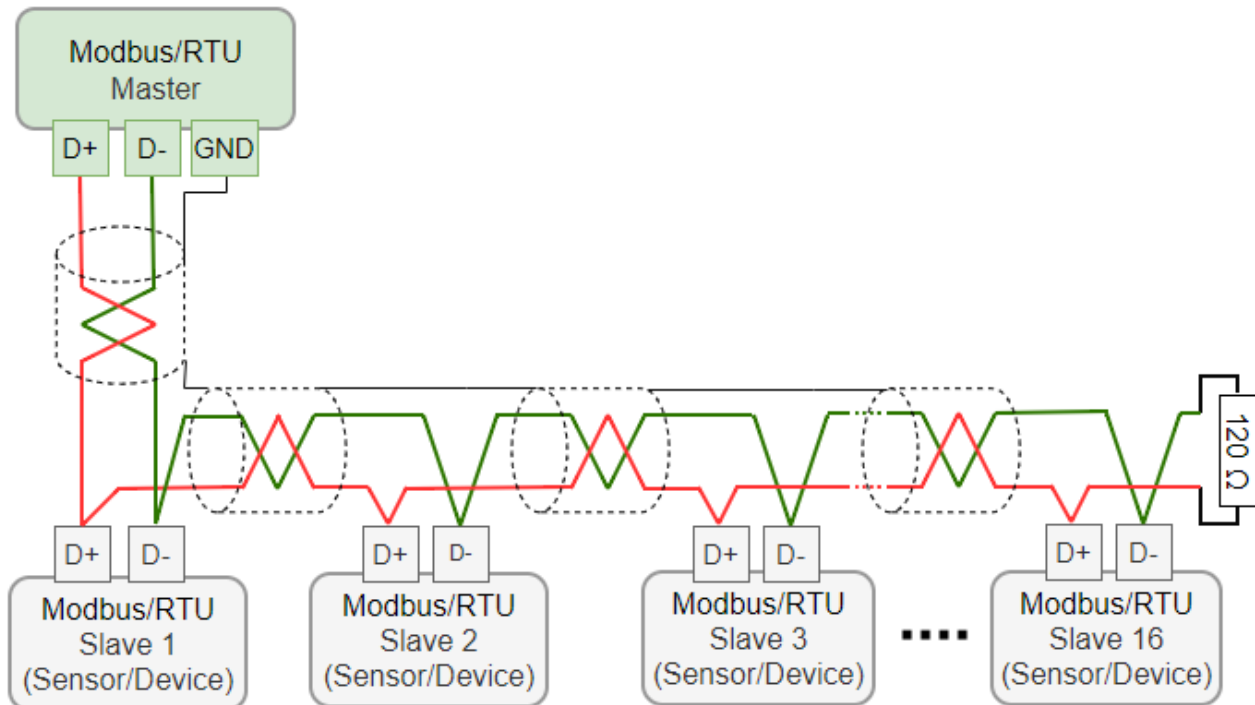 Modbus/RTU
Master
D+ D- GND
120 Ω
D+ D- D+ D- D+ D- D+ D-
Modbus/RTU
Slave 1
(Sensor/Device)
Modbus/RTU
Slave 2
(Sensor/Device)
Modbus/RTU
Slave 3
(Sensor/Device)
Modbus/RTU
Slave 16
(Sensor/Device)